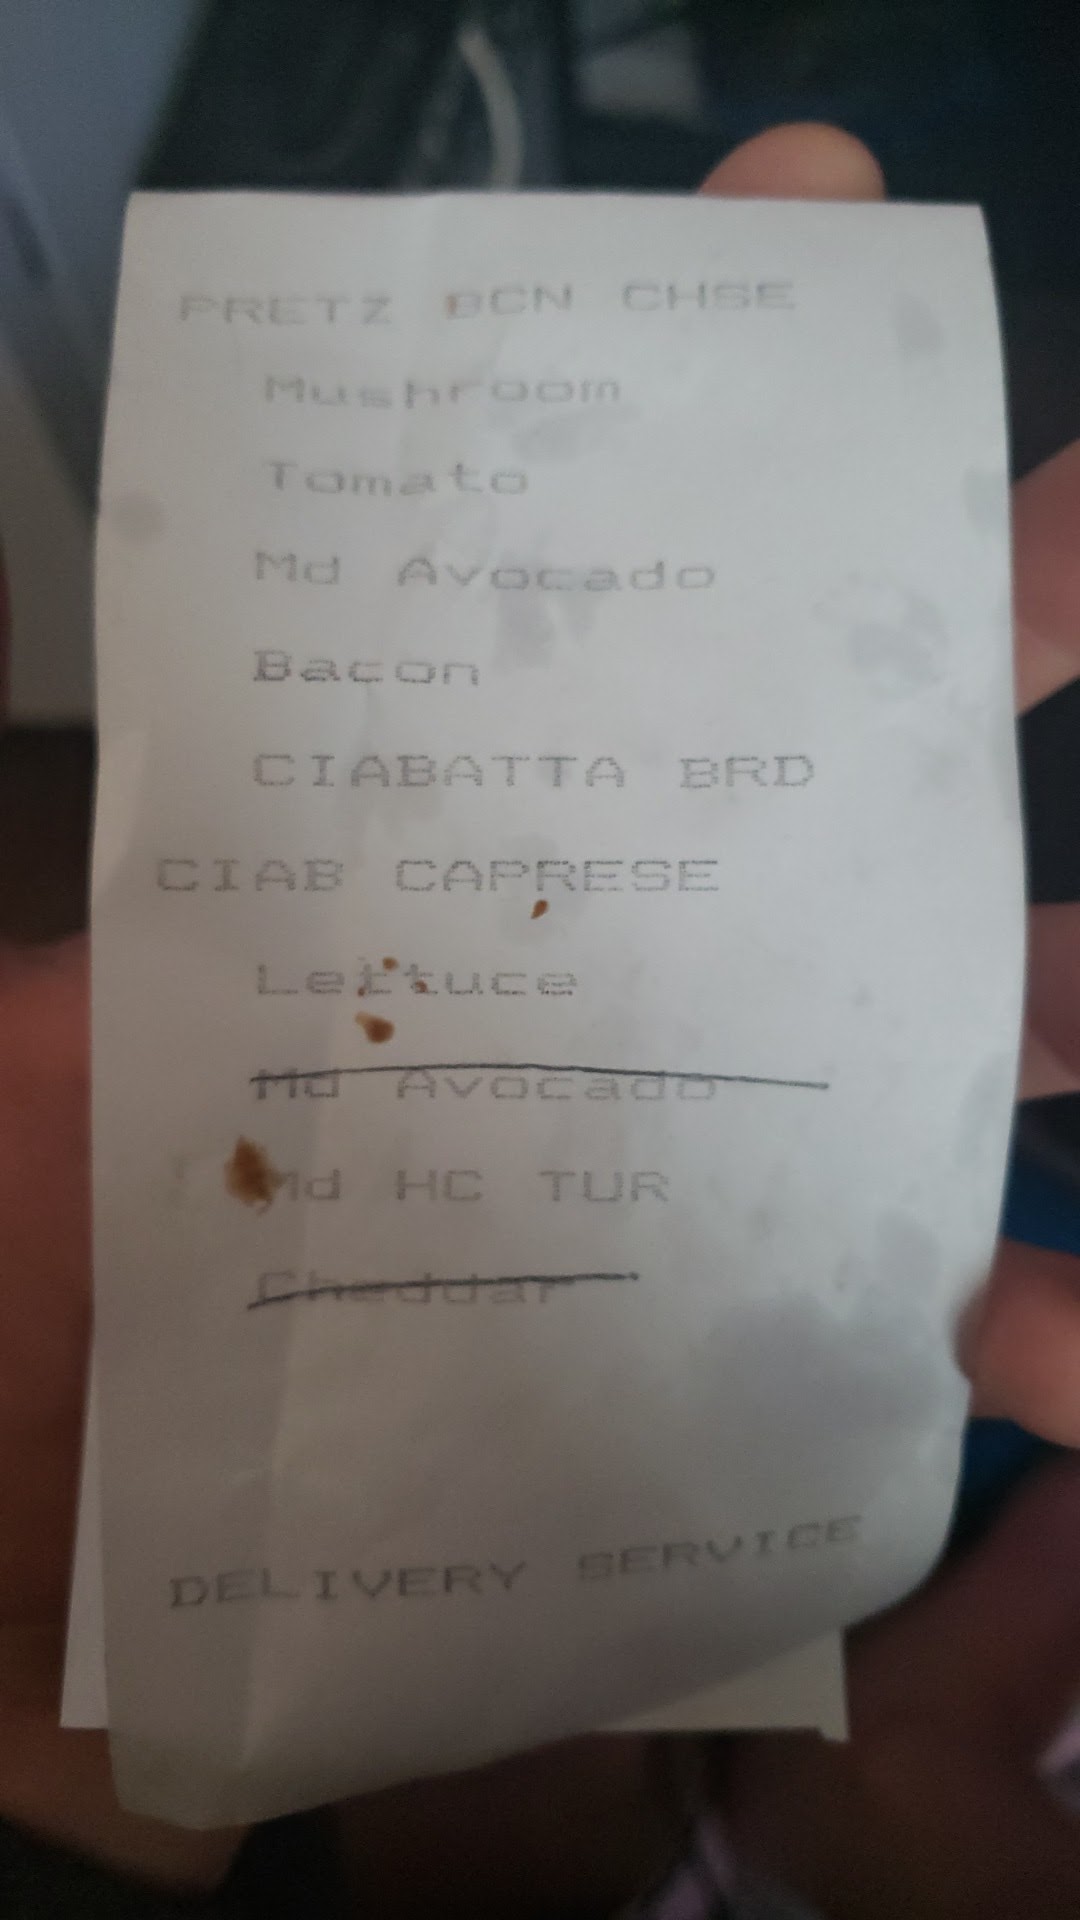 PRETZ BCN CHSE
Mushroom
Tomato
Md Avocado
Bacon
CIABATTA BRD
CIAB CAPRESE
Lettuce
Md Avocado
Md HC TUR
Cheddar
DELIVERY SERVICE